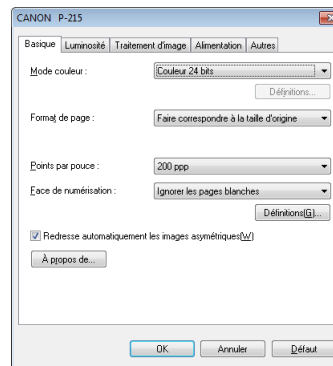 CANON P-215
Basique Luminosité Traitement d'image Alimentation Autres
Mode couleur : Couleur 24 bits
Définitions...
Format de page : Faire correspondre à la taille d'origine
Points par pouce : 200 ppp
Face de numérisation : Ignorer les pages blanches
Définitions(G)...
Redresse automatiquement les images asymétriques(W)
À propos de...
OK Annuler Défaut